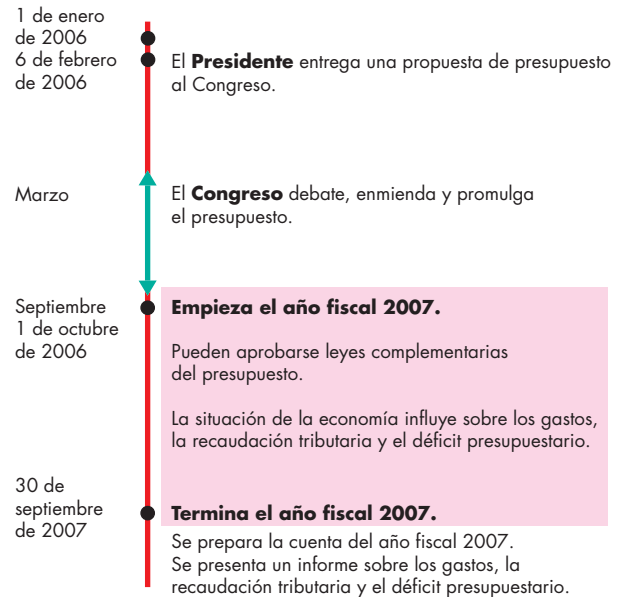 1 de enero
de 2006
6 de febrero
de 2006
El Presidente entrega una propuesta de presupuesto
al Congreso.
Marzo
El Congreso debate, enmienda y promulga
el presupuesto.
Septiembre
1 de octubre
de 2006
Empieza el año fiscal 2007.
Pueden aprobarse leyes complementarias
del presupuesto.
La situación de la economía influye sobre los gastos,
la recaudación tributaria y el déficit presupuestario.
30 de
septiembre
de 2007
Termina el año fiscal 2007.
Se prepara la cuenta del año fiscal 2007.
Se presenta un informe sobre los gastos, la
recaudación tributaria y el déficit presupuestario.